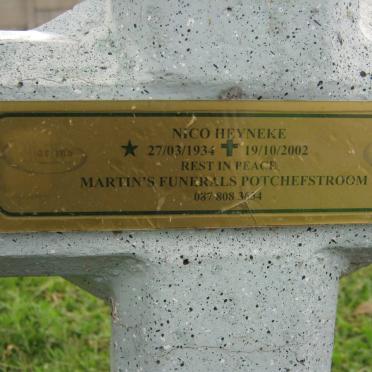 NICO HEYNEKE
★ 27/03/1934 ✝ 19/10/2002
REST IN PEACE
MARTIN'S FUNERALS POTCHEFSTROOM